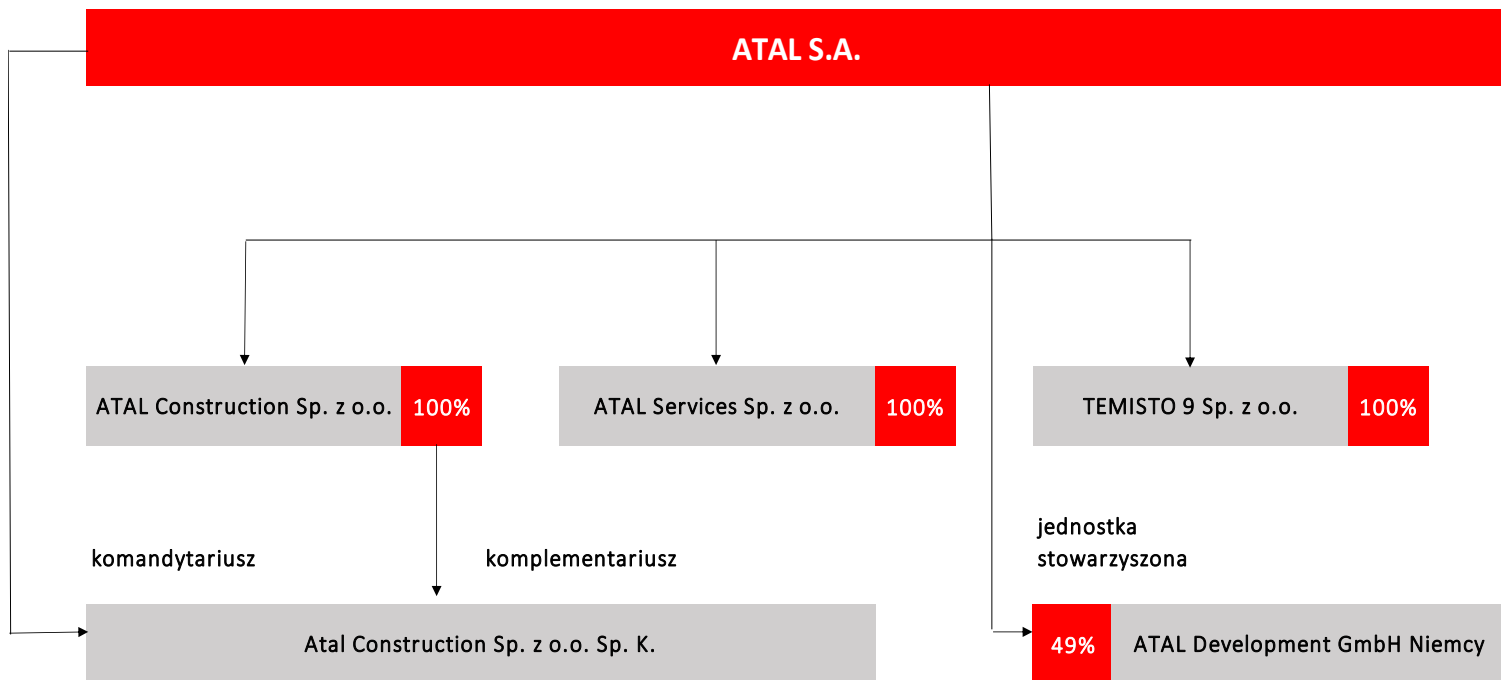 ATAL S.A.
ATAL Construction Sp. z o.o.
100%
ATAL Services Sp. z o.o.
100%
TEMISTO 9 Sp. z o.o.
100%
komandytariusz
komplementariusz
jednostka
stowarzyszona
Atal Construction Sp. z o.o. Sp. K.
49%
ATAL Development GmbH Niemcy